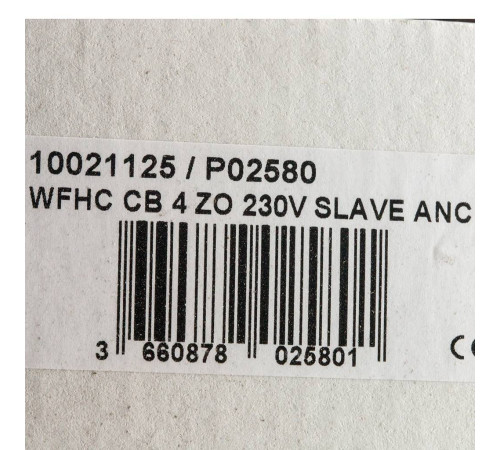 10021125 / P02580
WFHC CB 4 ZO 230V SLAVE ANC
3 660878 025801